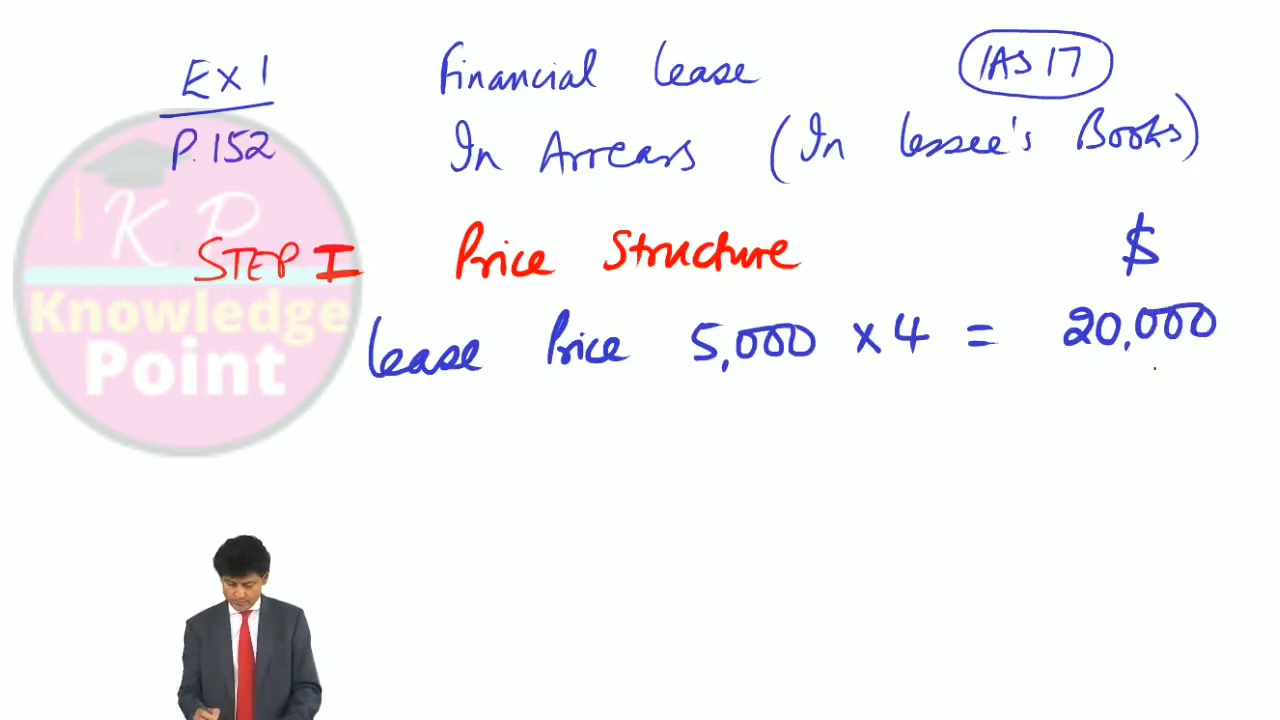 Ex 1
P.152
Financial Lease
IAS 17
In Arrears (In lessee's Books)
K P
Knowledge
Point
STEP I Price Structure $
Lease Price 5,000 x 4 = 20,000